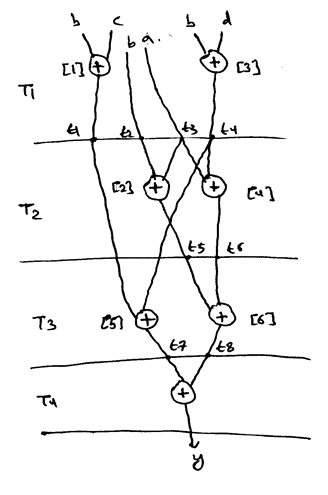 b c b a.. b d
[1] + + [3]
T1
t1 t2 t3 t4
[2] + + [4]
T2
t5 t6
T3 [5] + + [6]
t7 t8
T4 +
y